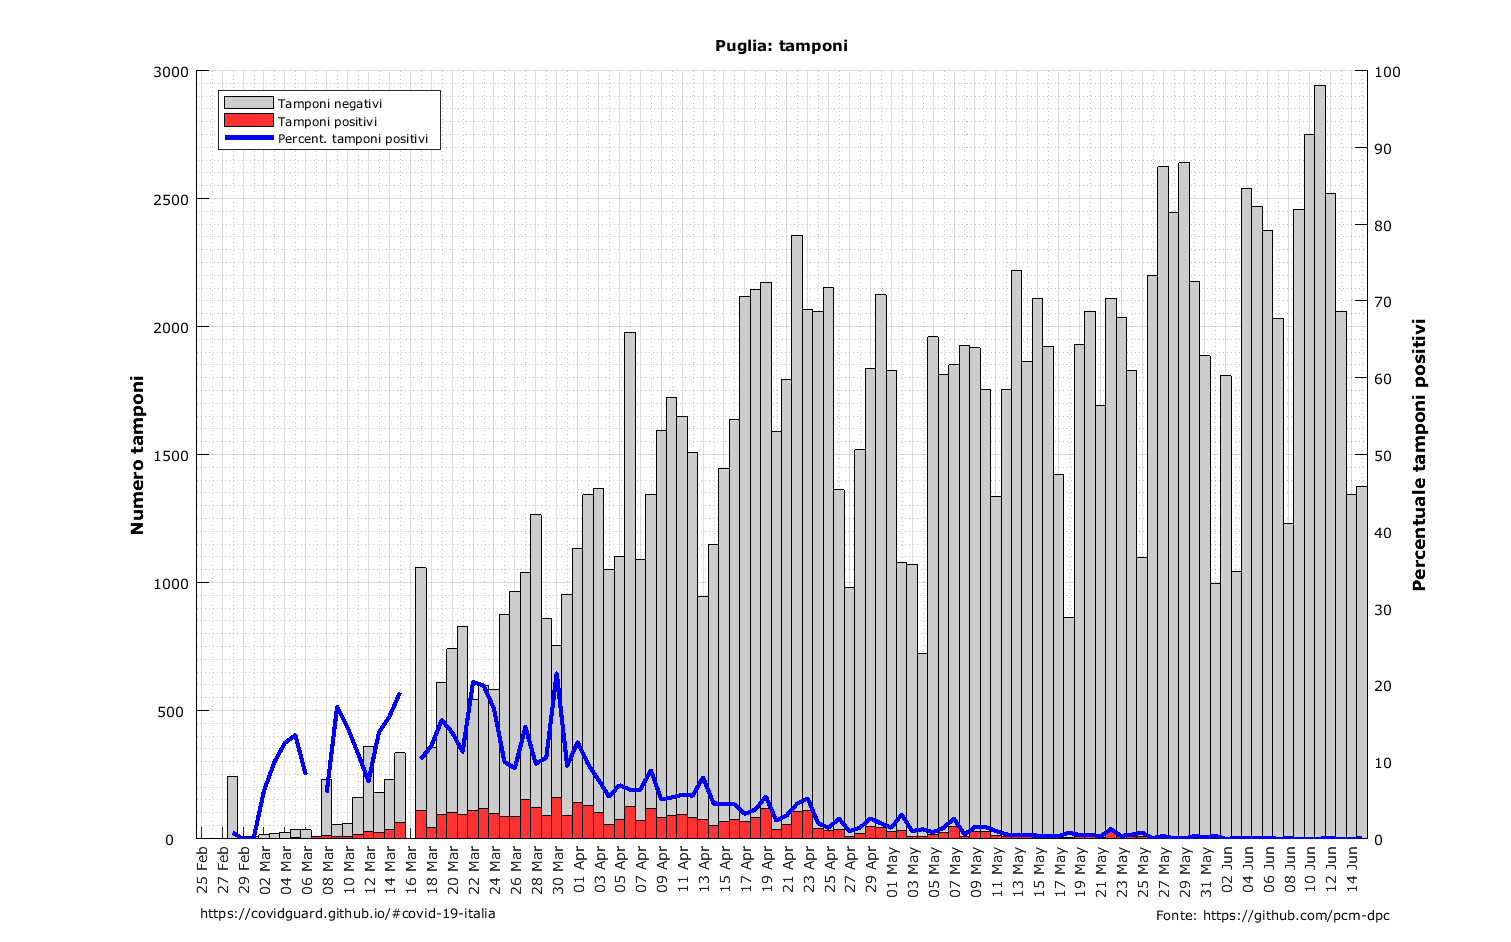 Puglia: tamponi
Tamponi negativi
Tamponi positivi
Percent. tamponi positivi
Numero tamponi
3000
2500
2000
1500
1000
500
0
Percentuale tamponi positivi
100
90
80
70
60
50
40
30
20
10
0
25 Feb
27 Feb
29 Feb
02 Mar
04 Mar
06 Mar
08 Mar
10 Mar
12 Mar
14 Mar
16 Mar
18 Mar
20 Mar
22 Mar
24 Mar
26 Mar
28 Mar
30 Mar
01 Apr
03 Apr
05 Apr
07 Apr
09 Apr
11 Apr
13 Apr
15 Apr
17 Apr
19 Apr
21 Apr
23 Apr
25 Apr
27 Apr
29 Apr
01 May
03 May
05 May
07 May
09 May
11 May
13 May
15 May
17 May
19 May
21 May
23 May
25 May
27 May
29 May
31 May
02 Jun
04 Jun
06 Jun
08 Jun
10 Jun
12 Jun
14 Jun
https://covidguard.github.io/#covid-19-italia
Fonte: https://github.com/pcm-dpc